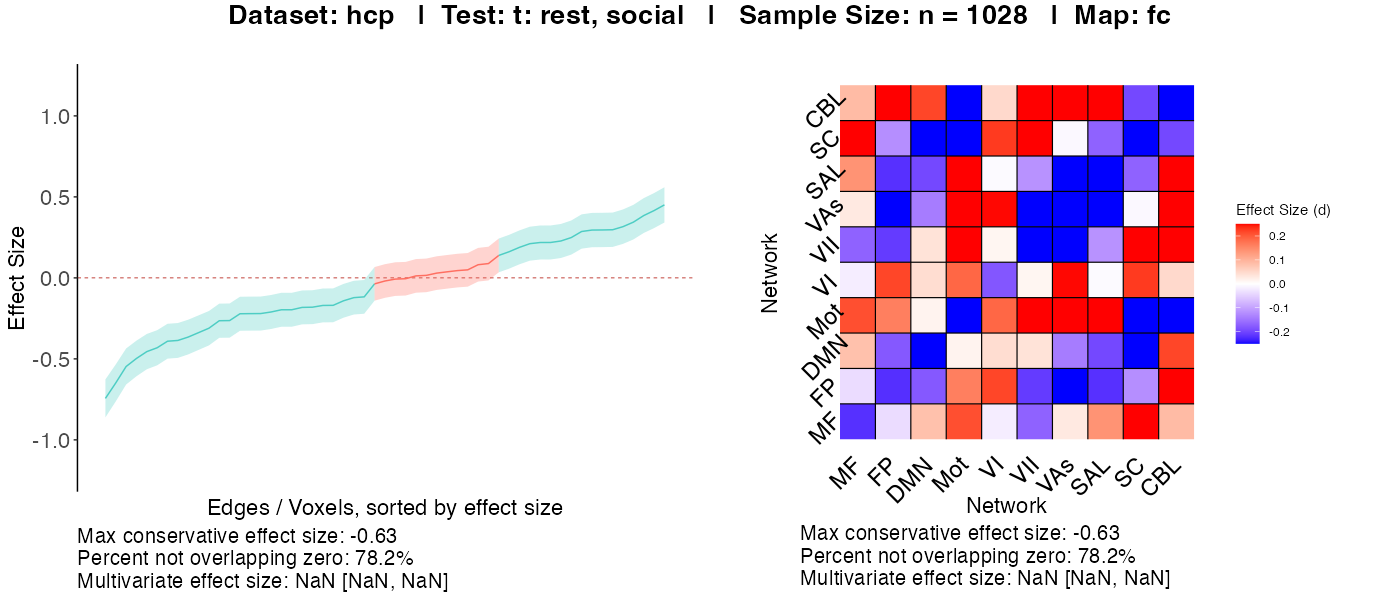 Dataset: hcp | Test: t: rest, social | Sample Size: n = 1028 | Map: fc
Effect Size
1.0
0.5
0.0
-0.5
-1.0
Edges / Voxels, sorted by effect size
Max conservative effect size: -0.63
Percent not overlapping zero: 78.2%
Multivariate effect size: NaN [NaN, NaN]
Network
CBL
SC
SAL
VAs
VII
VI
Mot
DMN
FP
MF
MF FP DMN Mot VI VII VAs SAL SC CBL
Network
Max conservative effect size: -0.63
Percent not overlapping zero: 78.2%
Multivariate effect size: NaN [NaN, NaN]
Effect Size (d)
0.2
0.1
0.0
-0.1
-0.2